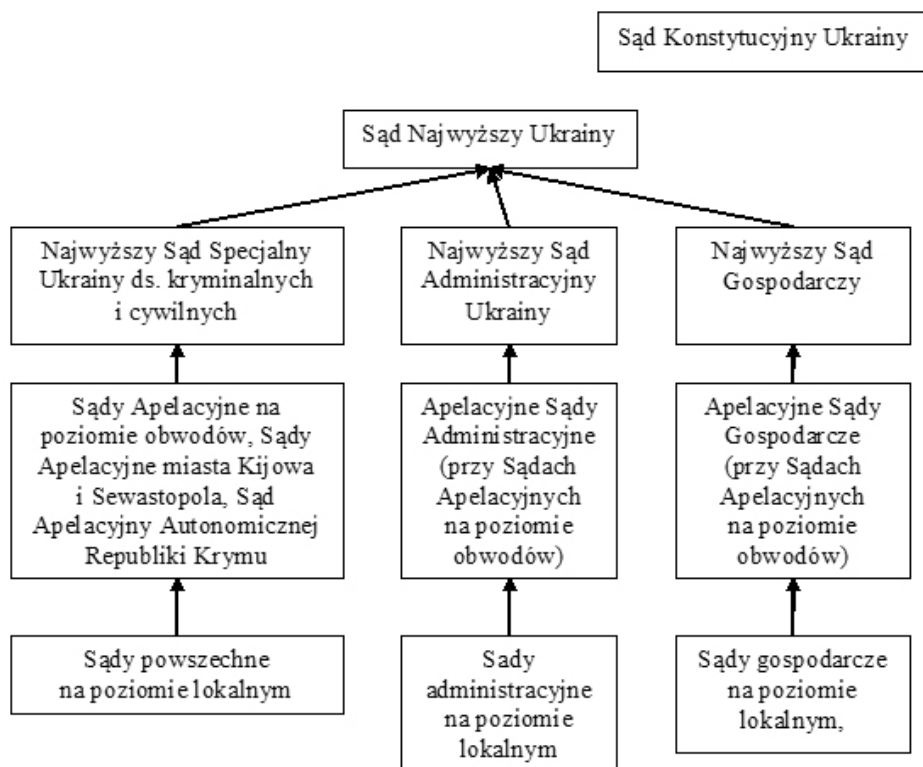 Sąd Konstytucyjny Ukrainy
Sąd Najwyższy Ukrainy
Najwyższy Sąd Specjalny
Ukrainy ds. kryminalnych
i cywilnych
Najwyższy Sąd
Administracyjny
Ukrainy
Najwyższy Sąd
Gospodarczy
Sądy Apelacyjne na
poziomie obwodów, Sądy
Apelacyjne miasta Kijowa
i Sewastopola, Sąd
Apelacyjny Autonomicznej
Republiki Krymu
Apelacyjne Sądy
Administracyjne
(przy Sądach
Apelacyjnych
na poziomie
obwodów)
Apelacyjne Sądy
Gospodarcze
(przy Sądach
Apelacyjnych
na poziomie
obwodów)
Sądy powszechne
na poziomie lokalnym
Sady
administracyjne
na poziomie
lokalnym
Sądy gospodarcze
na poziomie
lokalnym,